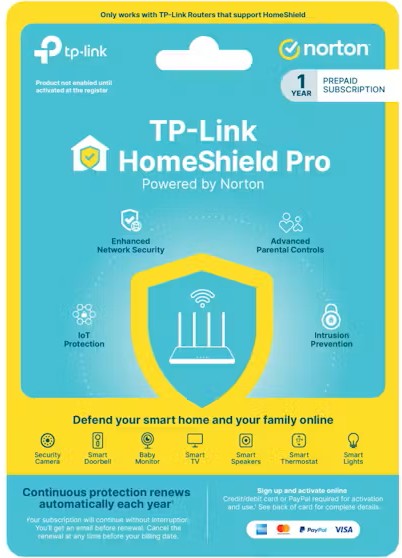 Only works with TP-Link Routers that support HomeShield
tp-link
norton
Product not enabled until
activated at the register
1
YEAR
PREPAID
SUBSCRIPTION
TP-Link
HomeShield Pro
Powered by Norton
Enhanced
Network Security
Advanced
Parental Controls
IoT
Protection
Intrusion
Prevention
Defend your smart home and your family online
Security
Camera
Smart
Doorbell
Baby
Monitor
Smart
TV
Smart
Speakers
Smart
Thermostat
Smart
Lights
Continuous protection renews
automatically each year
Your subscription will continue without interruption.
You'll get an email before renewal. Cancel the
renewal at any time before your billing date.
Sign up and activate online
Credit/debit card or PayPal required for activation
and use. See back of card for complete details.
PayPal
VISA